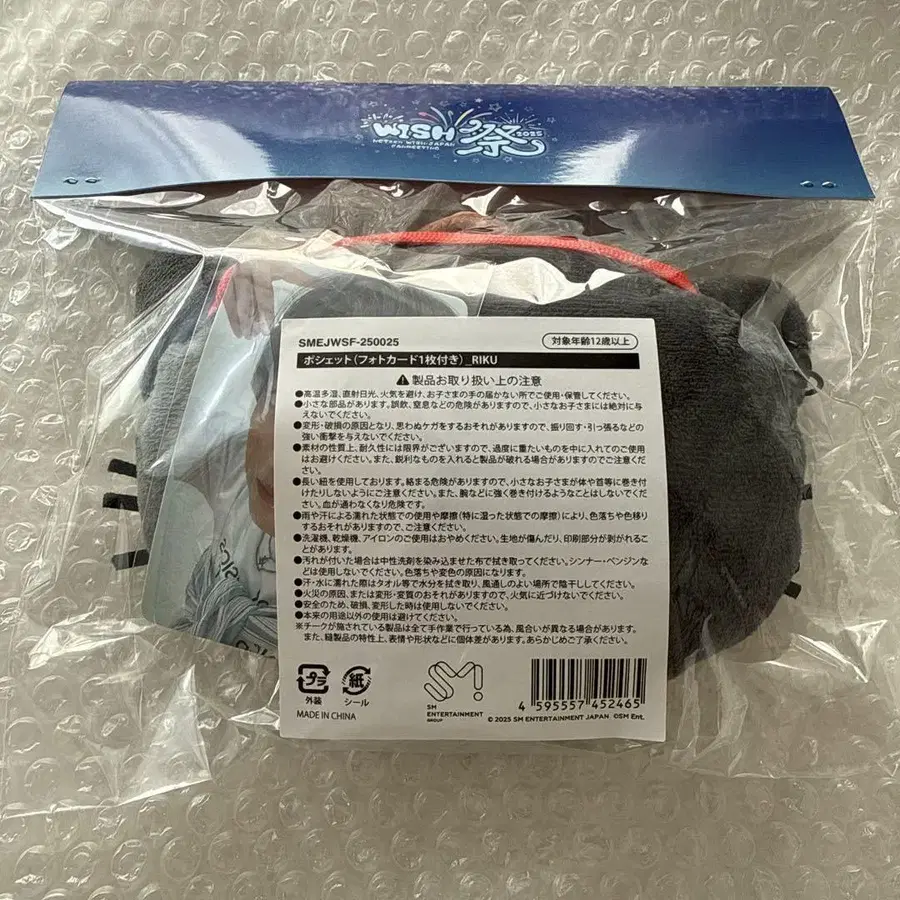 WISH祭2025
NCT WISH JAPAN
FANMEETING
SMEJWSF-250025
対象年齢12歳以上
ポシェット(フォトカード1枚付き)_RIKU
製品お取り扱い上の注意
●高温多湿、直射日光、火気を避け、お子さまの手の届かない所でご使用・保管してください。
●小さな部品があります。誤飲、窒息などの危険がありますので、小さなお子さまには絶対に与
えないでください。
●変形・破損の原因となり、思わぬケガをするおそれがありますので、振り回す・引っ張るなどの
強い衝撃を与えないでください。
●素材の性質上、耐久性には限界がございますので、過度に重たいものを中に入れてのご使用
はお避けください。また、鋭利なものを入れると製品が破れる場合がありますのでご注意くださ
い。
●長い紐を使用しております。絡まる危険がありますので、小さなお子さまが体や首等に巻き付
けたりしないようにご注意ください。また、腕などに強く巻き付けるようなことはしないでくだ
さい。血が通わなくなり危険です。
●雨や汗による濡れた状態での使用や摩擦(特に湿った状態での摩擦)により、色落ちや色移り
するおそれがありますので、ご注意ください。
●洗濯機、乾燥機、アイロンのご使用はおやめください。生地が傷んだり、印刷部分が剥がれるこ
とがあります。
●汚れが付いた場合は中性洗剤を染み込ませた布で拭き取ってください。シンナー・ベンジンな
どは使用しないでください。色落ちや変色の原因になります。
●汗・水に濡れた際はタオル等で水分を拭き取り、風通しのよい場所で陰干ししてください。
●火災の原因、または変形・変質のおそれがありますので、火気に近づけないでください。
●安全のため、破損、変形した時は使用しないでください。
●本来の用途以外の使用は避けてください。
※チークが施されている製品は全て手作業で行っている為、風合いが異なる場合があります。
また、縫製品の特性上、表情や形状などに個体差があります。あらかじめご了承ください。
プラ
外装
紙
シール
MADE IN CHINA
SM
ENTERTAINMENT
GROUP
4 595557 452465
© 2025 SM ENTERTAINMENT JAPAN ©SM Ent.